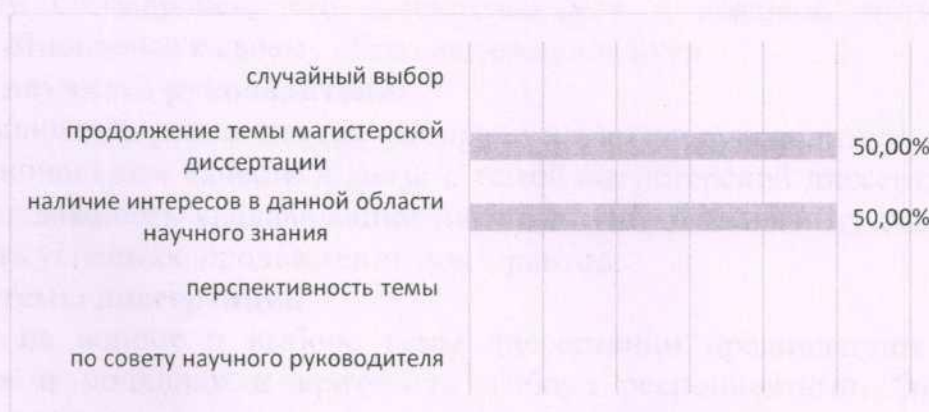 случайный выбор
продолжение темы магистерской
диссертации
50,00%
наличие интересов в данной области
научного знания
50,00%
перспективность темы
по совету научного руководителя